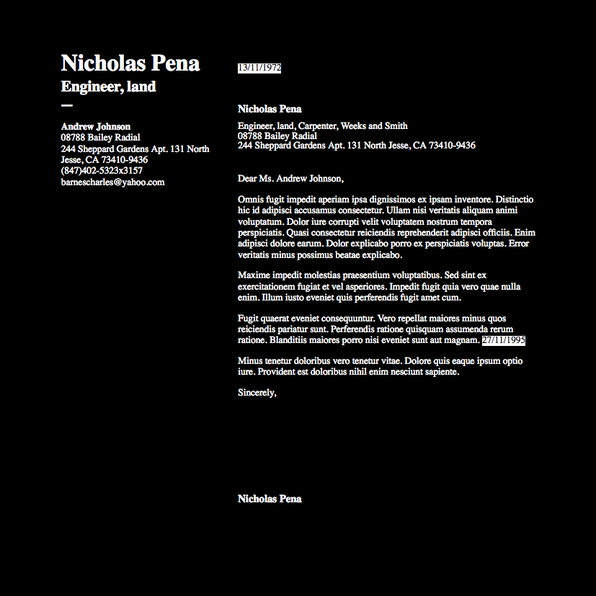 Nicholas Pena
Engineer, land
Andrew Johnson
08788 Bailey Radial
244 Sheppard Gardens Apt. 131 North
Jesse, CA 73410-9436
(847)402-5323x3157
barnescharles@yahoo.com
13/11/1972
Nicholas Pena
Engineer, land, Carpenter, Weeks and Smith
08788 Bailey Radial
244 Sheppard Gardens Apt. 131 North Jesse, CA 73410-9436
Dear Ms. Andrew Johnson,
Omnis fugit impedit aperiam ipsa dignissimos ex ipsam inventore. Distinctio
hic id adipisci accusamus consectetur. Ullam nisi veritatis aliquam animi
voluptatum. Dolor iure corrupti velit voluptatem nostrum tempora
perspiciatis. Quasi consectetur reiciendis reprehenderit adipisci officiis. Enim
adipisci dolore earum. Dolor explicabo porro ex perspiciatis voluptas. Error
veritatis minus possimus beatae explicabo.
Maxime impedit molestias praesentium voluptatibus. Sed sint ex
exercitationem fugiat et vel asperiores. Impedit fugit quia vero quae nulla
enim. Illum iusto eveniet quis perferendis fugit amet cum.
Fugit quaerat eveniet consequuntur. Vero repellat maiores minus quos
reiciendis pariatur sunt. Perferendis ratione quisquam assumenda rerum
ratione. Blanditiis maiores porro nisi eveniet sunt aut magnam. 27/11/1995
Minus tenetur doloribus vero tenetur vitae. Dolore quis eaque ipsum optio
iure. Provident est doloribus nihil enim nesciunt sapiente.
Sincerely,
Nicholas Pena